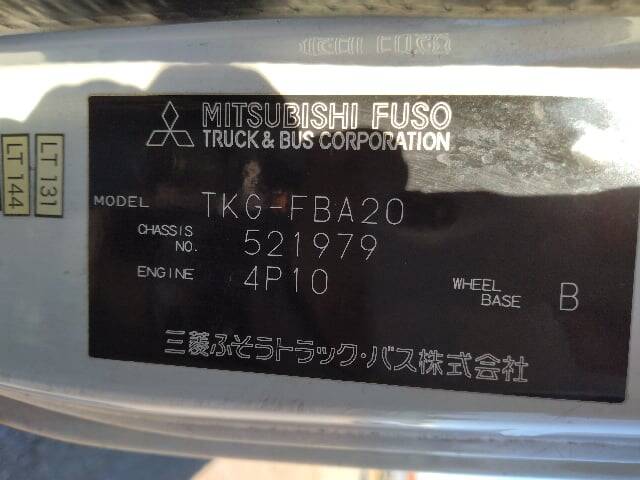 MITSUBISHI FUSO
TRUCK & BUS CORPORATION
LT 131
LT 144
MODEL TKG-FBA20
CHASSIS NO. 521979
ENGINE 4P10
WHEEL BASE B
三菱ふそうトラック・バス株式会社